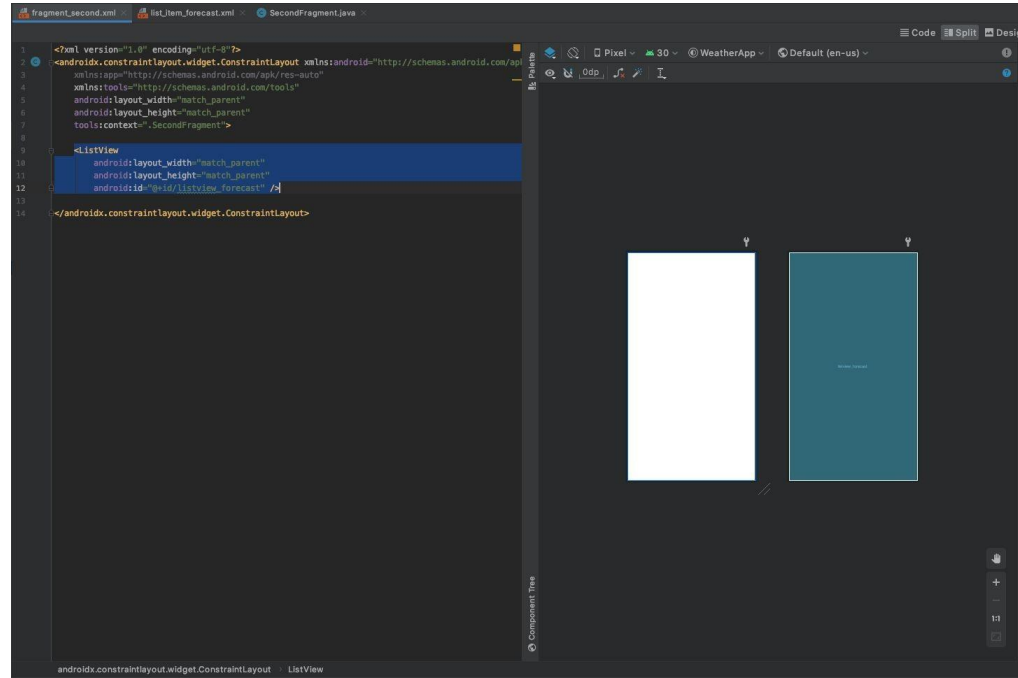 fragment_second.xml × list_item_forecast.xml × SecondFragment.java ×
Code Split Desi
1 <?xml version="1.0" encoding="utf-8"?>
2 <androidx.constraintlayout.widget.ConstraintLayout xmlns:android="http://schemas.android.com/ap
3 xmlns:app="http://schemas.android.com/apk/res-auto"
4 xmlns:tools="http://schemas.android.com/tools"
5 android:layout_width="match_parent"
6 android:layout_height="match_parent"
7 tools:context=".SecondFragment">
8
9 <ListView
10 android:layout_width="match_parent"
11 android:layout_height="match_parent"
12 android:id="@+id/listview_forecast" />
13
14 </androidx.constraintlayout.widget.ConstraintLayout>
Palette
Pixel 30 WeatherApp Default (en-us)
0dp
1:1
Component Tree
androidx.constraintlayout.widget.ConstraintLayout › ListView